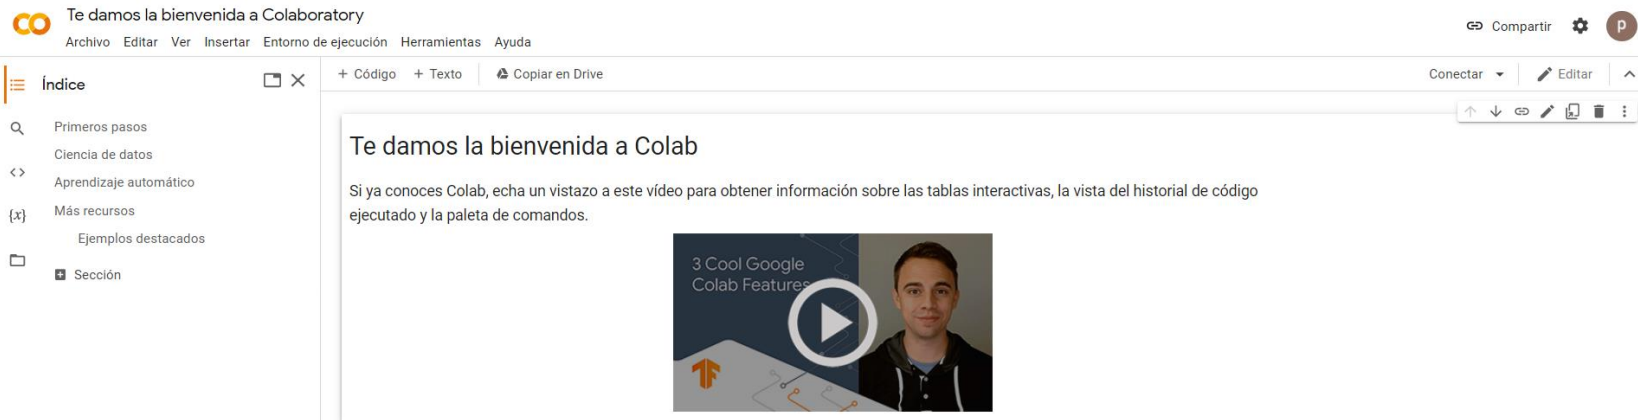 Te damos la bienvenida a Colaboratory
Archivo Editar Ver Insertar Entorno de ejecución Herramientas Ayuda
Compartir
P
Índice
+ Código + Texto Copiar en Drive
Conectar Editar
Primeros pasos
Ciencia de datos
Aprendizaje automático
{x} Más recursos
Ejemplos destacados
Sección
Te damos la bienvenida a Colab
Si ya conoces Colab, echa un vistazo a este vídeo para obtener información sobre las tablas interactivas, la vista del historial de código
ejecutado y la paleta de comandos.
3 Cool Google
Colab Features